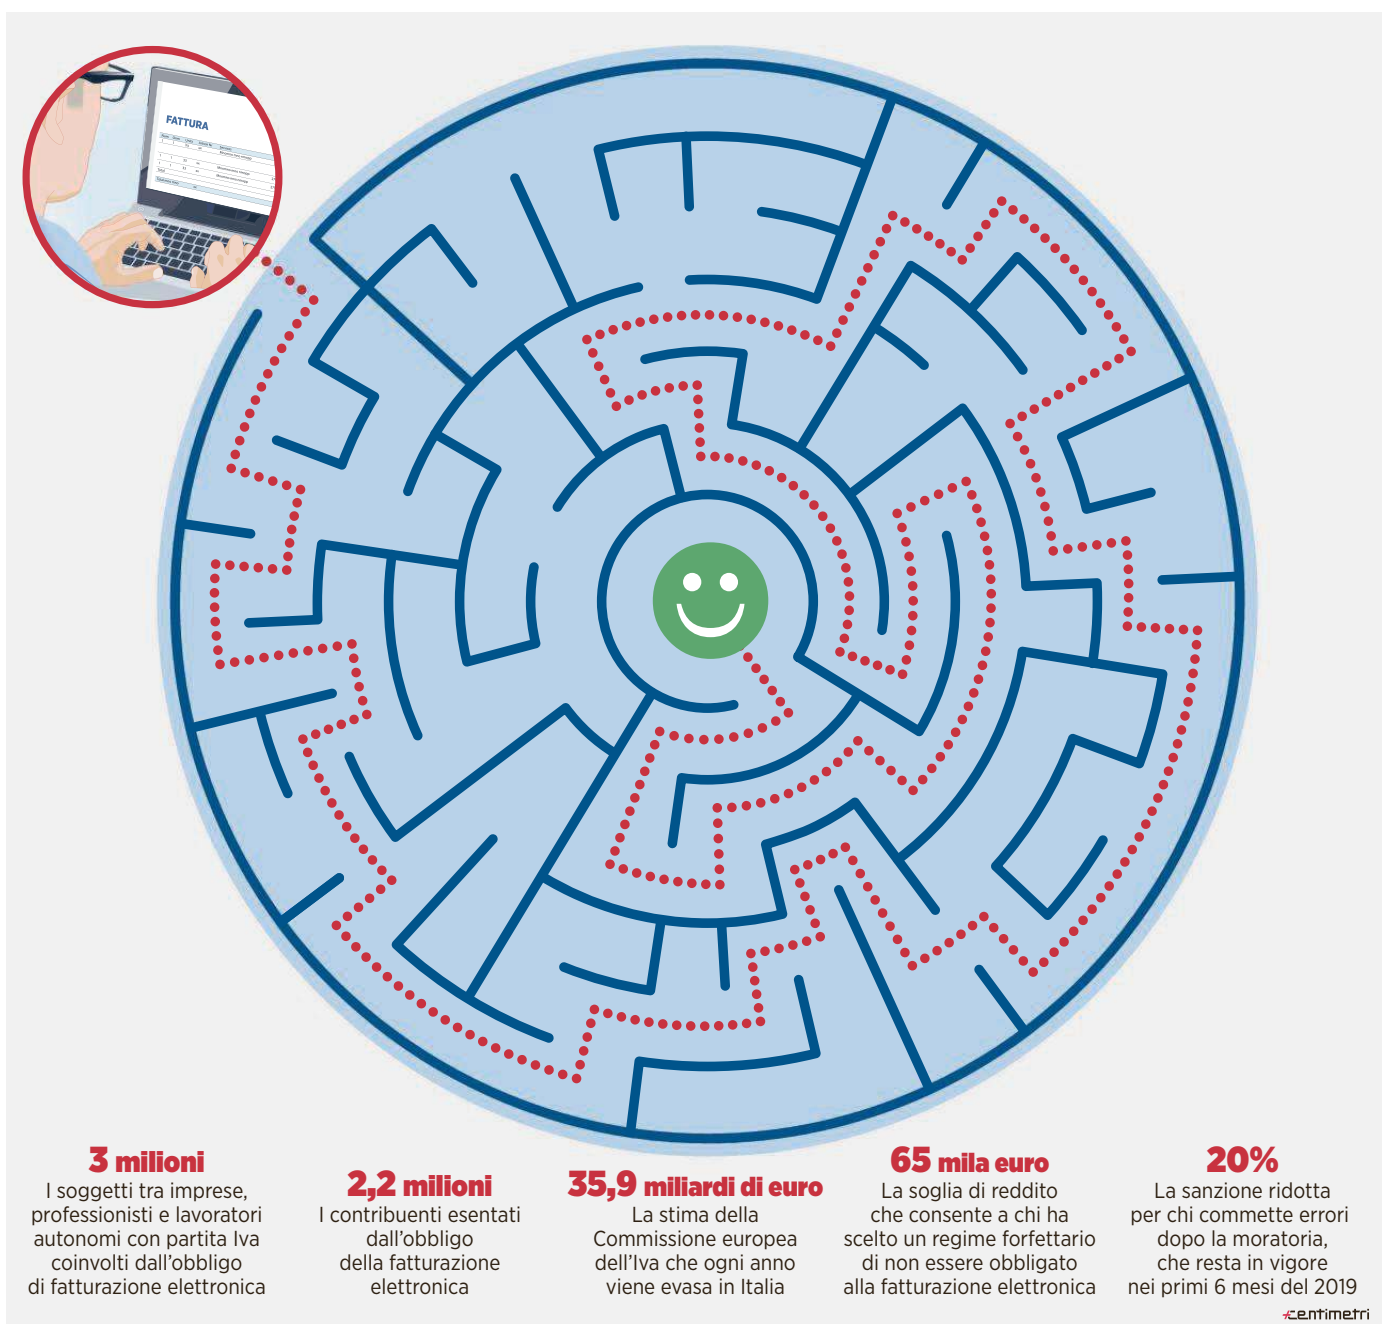 FATTURA
3 milioni
I soggetti tra imprese,
professionisti e lavoratori
autonomi con partita Iva
coinvolti dall'obbligo
di fatturazione elettronica
2,2 milioni
I contribuenti esentati
dall'obbligo
della fatturazione
elettronica
35,9 miliardi di euro
La stima della
Commissione europea
dell'Iva che ogni anno
viene evasa in Italia
65 mila euro
La soglia di reddito
che consente a chi ha
scelto un regime forfettario
di non essere obbligato
alla fatturazione elettronica
20%
La sanzione ridotta
per chi commette errori
dopo la moratoria,
che resta in vigore
nei primi 6 mesi del 2019
centimetri